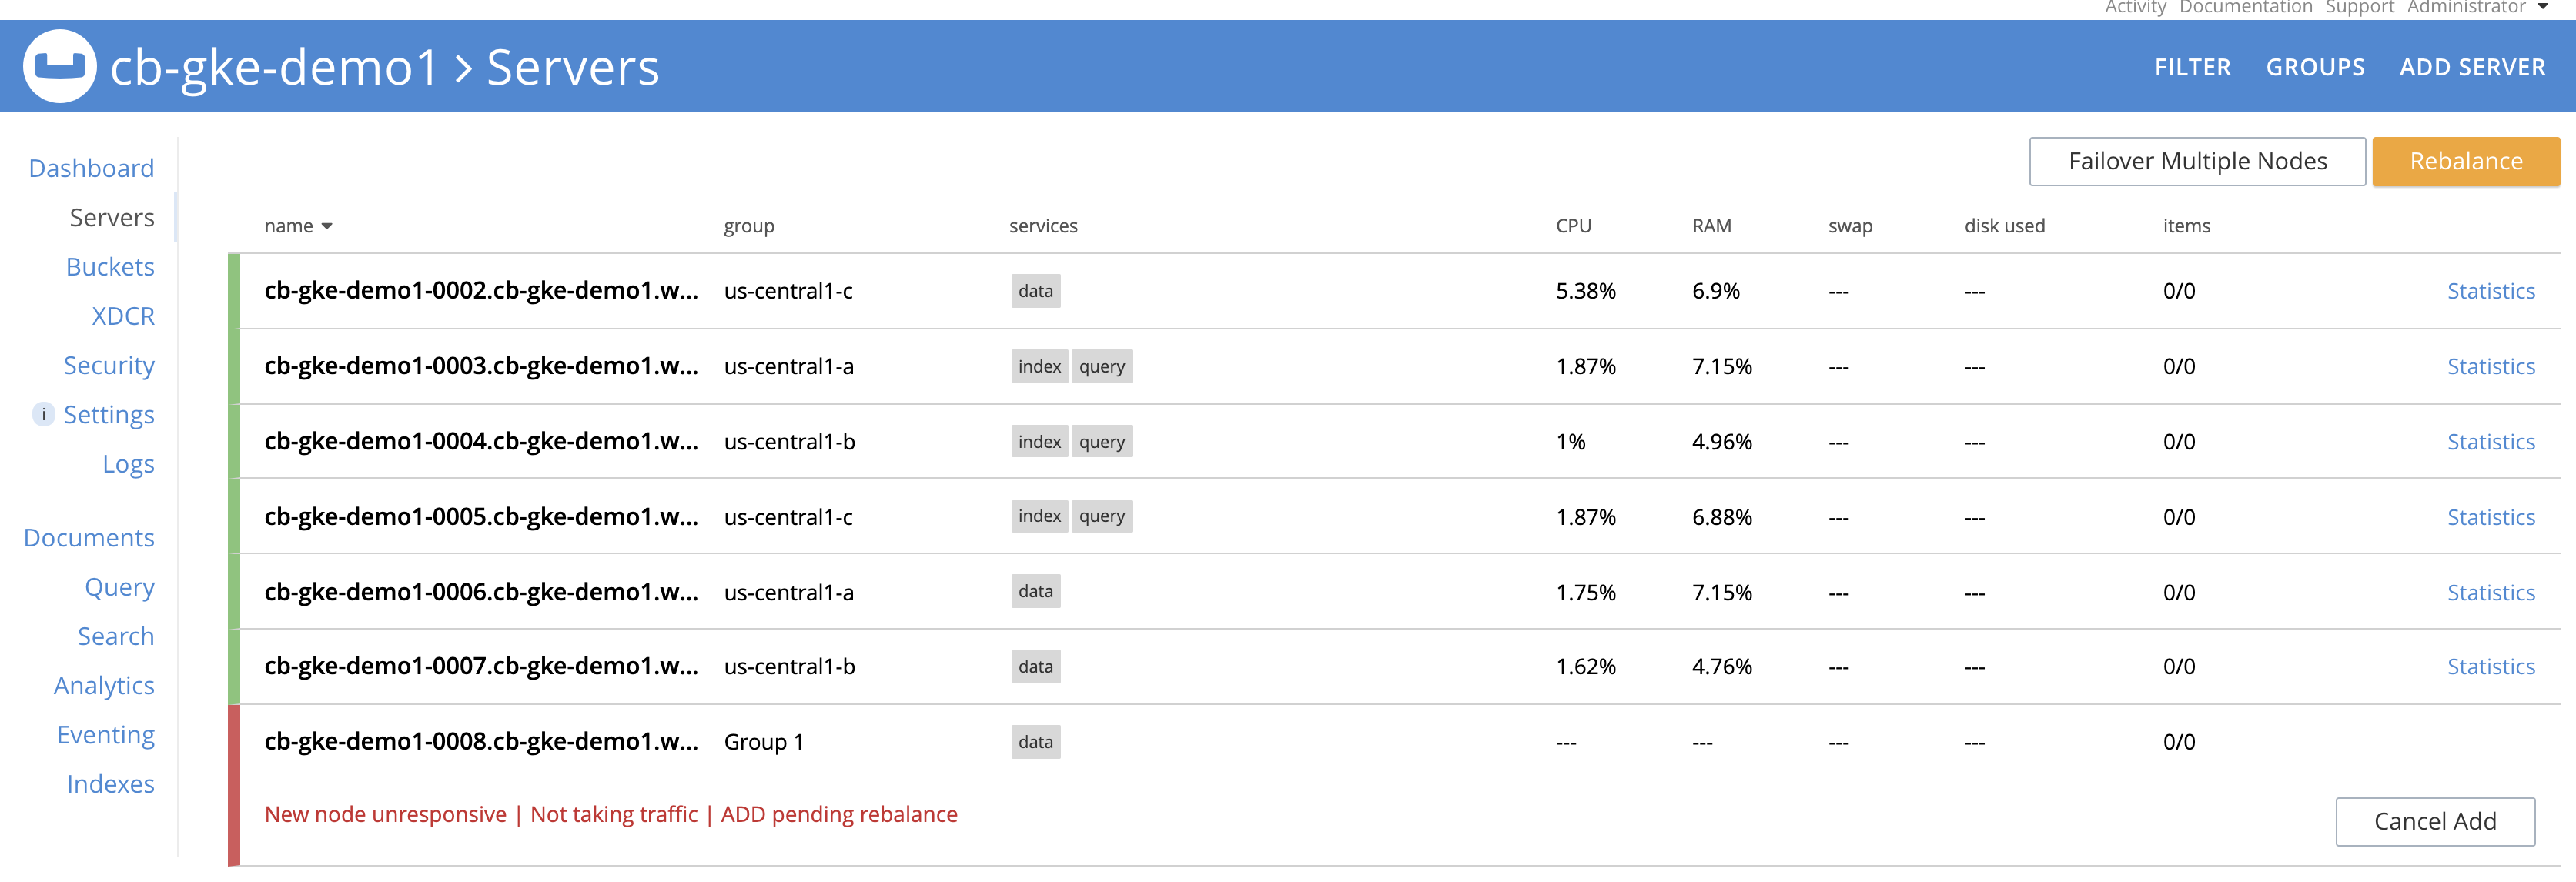 Activity Documentation Support Administrator
cb-gke-demo1 > Servers FILTER GROUPS ADD SERVER
Failover Multiple Nodes Rebalance
Dashboard
Servers
Buckets
XDCR
Security
i Settings
Logs
Documents
Query
Search
Analytics
Eventing
Indexes
name group services CPU RAM swap disk used items
cb-gke-demo1-0002.cb-gke-demo1.w... us-central1-c data 5.38% 6.9% --- --- 0/0 Statistics
cb-gke-demo1-0003.cb-gke-demo1.w... us-central1-a index query 1.87% 7.15% --- --- 0/0 Statistics
cb-gke-demo1-0004.cb-gke-demo1.w... us-central1-b index query 1% 4.96% --- --- 0/0 Statistics
cb-gke-demo1-0005.cb-gke-demo1.w... us-central1-c index query 1.87% 6.88% --- --- 0/0 Statistics
cb-gke-demo1-0006.cb-gke-demo1.w... us-central1-a data 1.75% 7.15% --- --- 0/0 Statistics
cb-gke-demo1-0007.cb-gke-demo1.w... us-central1-b data 1.62% 4.76% --- --- 0/0 Statistics
cb-gke-demo1-0008.cb-gke-demo1.w... Group 1 data --- --- --- --- 0/0
New node unresponsive | Not taking traffic | ADD pending rebalance Cancel Add